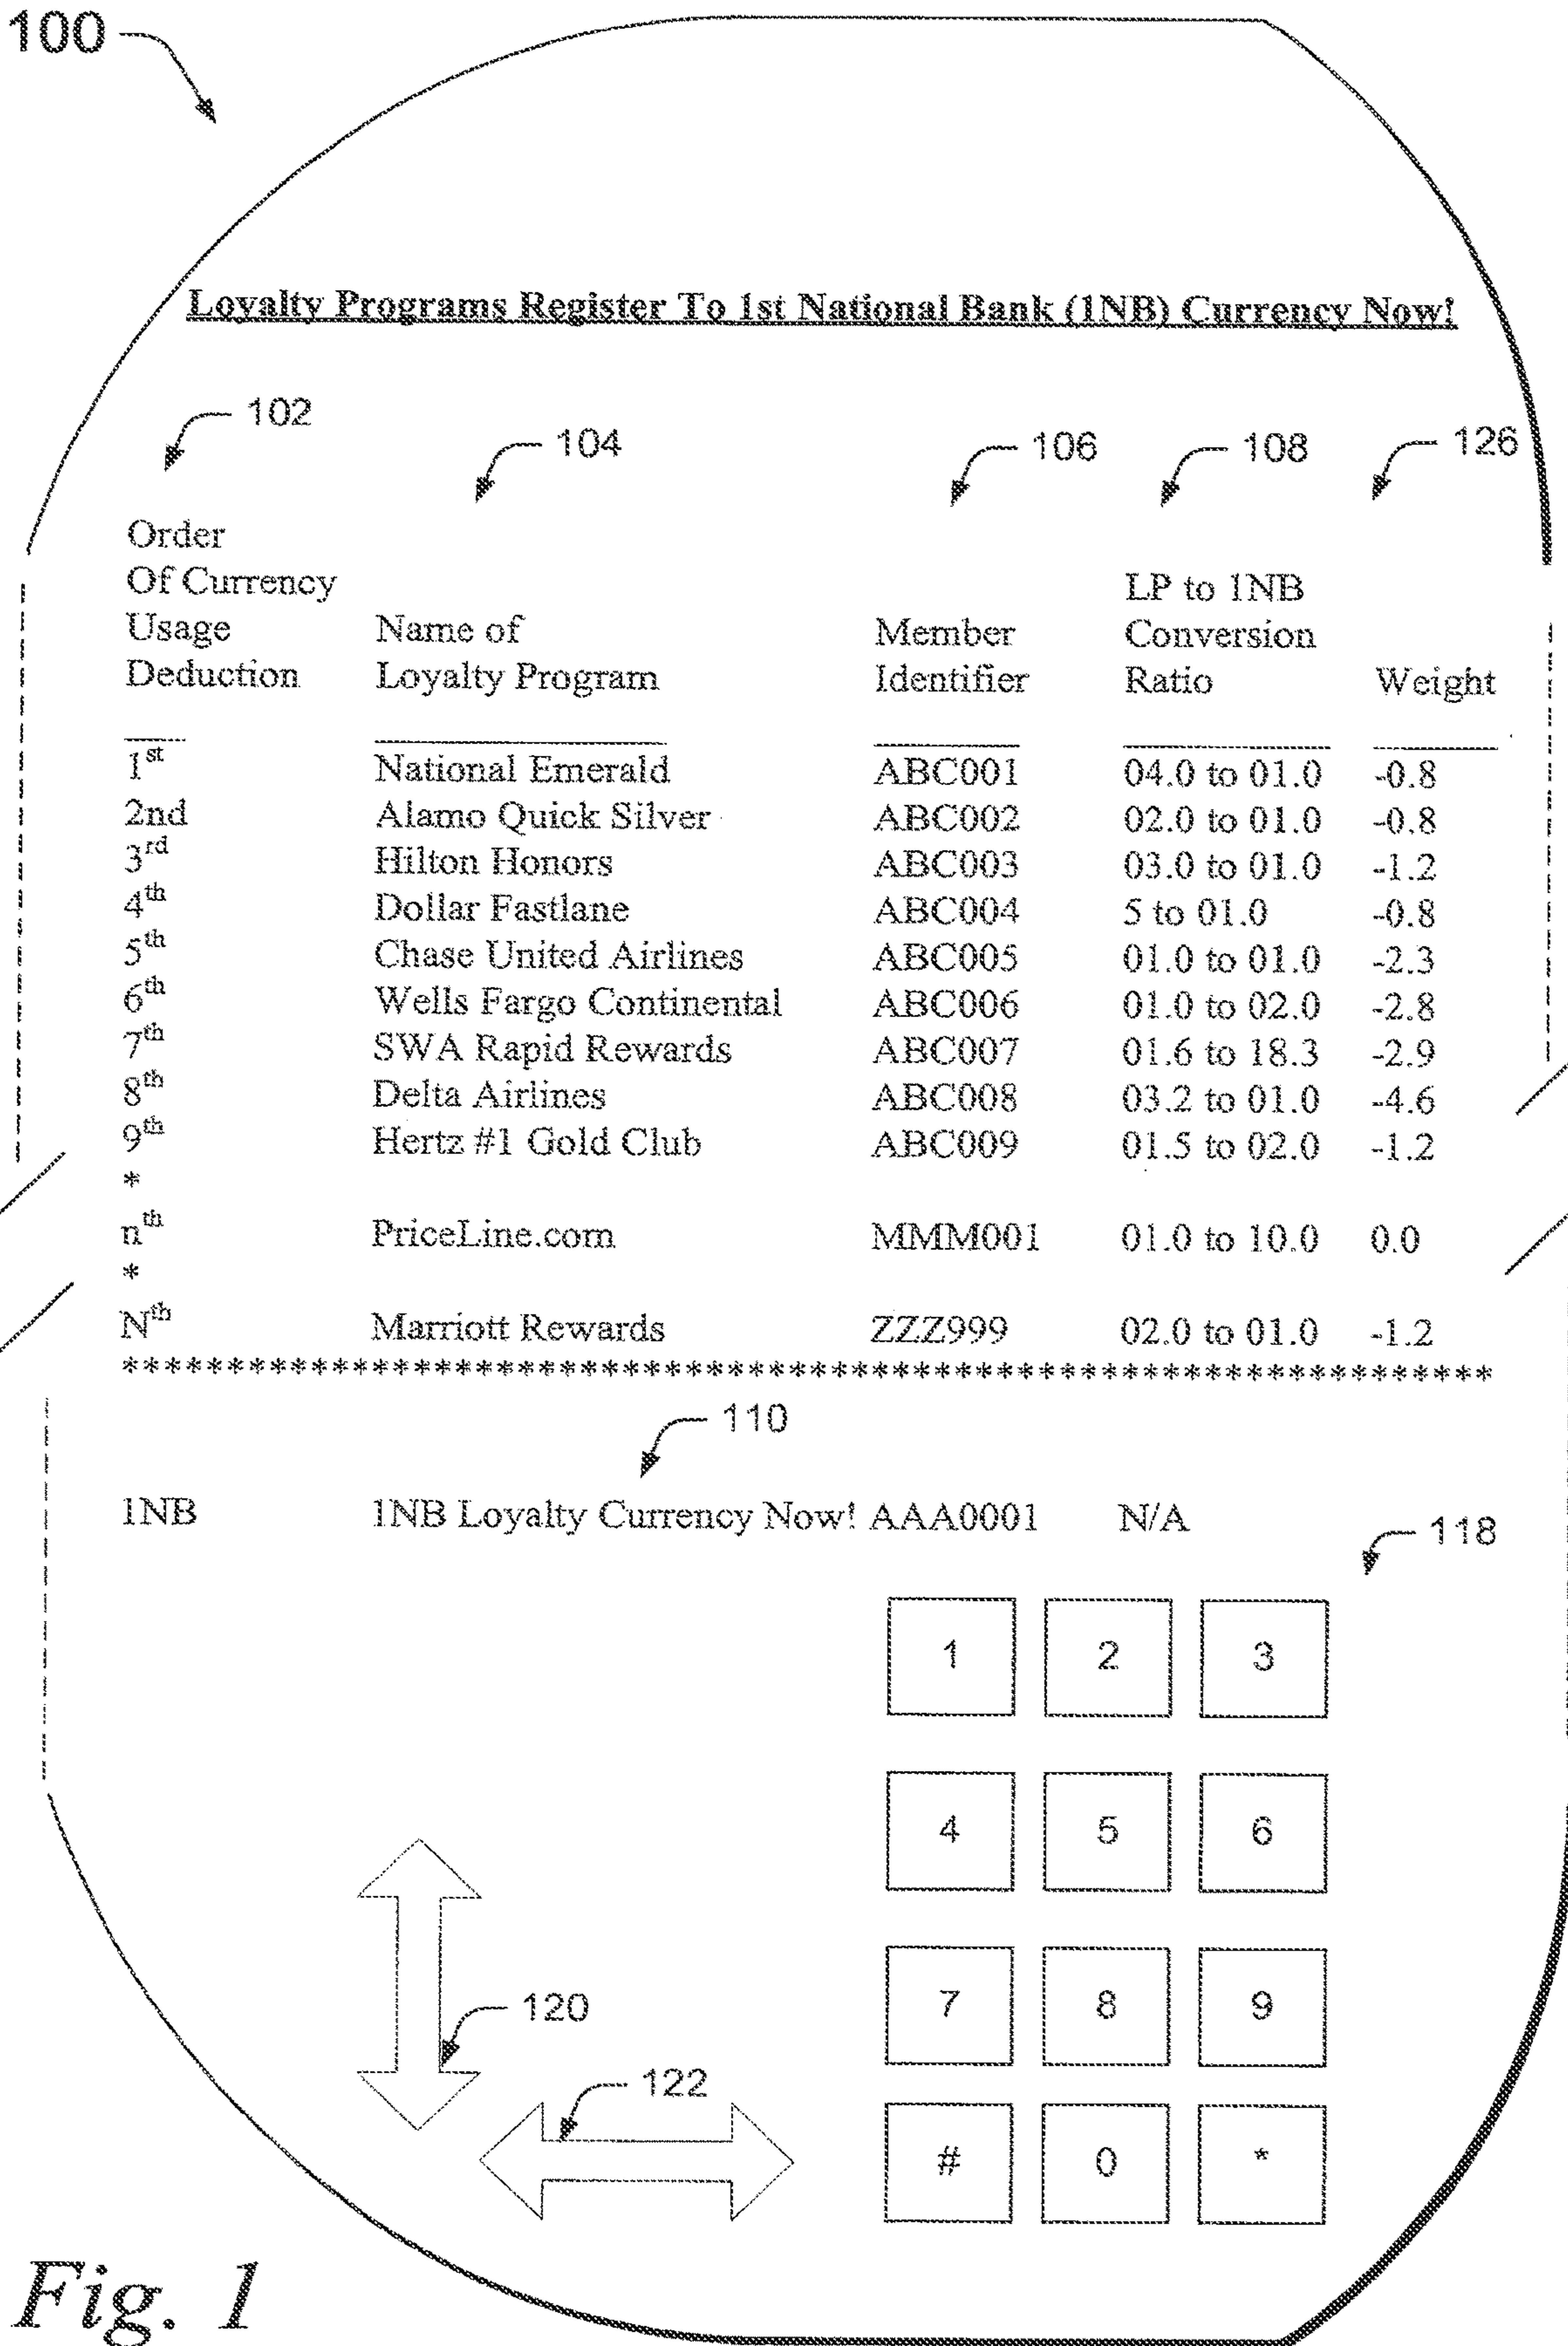 100
Loyalty Programs Register To 1st National Bank (1NB) Currency Now!
102
104
106
108
126
Order
Of Currency
Usage
Deduction
Name of
Loyalty Program
Member
Identifier
LP to 1NB
Conversion
Ratio
Weight
1st National Emerald ABC001 04.0 to 01.0 -0.8
2nd Alamo Quick Silver ABC002 02.0 to 01.0 -0.8
3rd Hilton Honors ABC003 03.0 to 01.0 -1.2
4th Dollar Fastlane ABC004 5 to 01.0 -0.8
5th Chase United Airlines ABC005 01.0 to 01.0 -2.3
6th Wells Fargo Continental ABC006 01.0 to 02.0 -2.8
7th SWA Rapid Rewards ABC007 01.6 to 18.3 -2.9
8th Delta Airlines ABC008 03.2 to 01.0 -4.6
9th Hertz #1 Gold Club ABC009 01.5 to 02.0 -1.2
*
nth PriceLine.com MMM001 01.0 to 10.0 0.0
*
Nth Marriott Rewards ZZZ999 02.0 to 01.0 -1.2
******************************************************************
110
1NB 1NB Loyalty Currency Now! AAA0001 N/A
118
1 2 3
4 5 6
7 8 9
# 0 *
120
122
Fig. 1